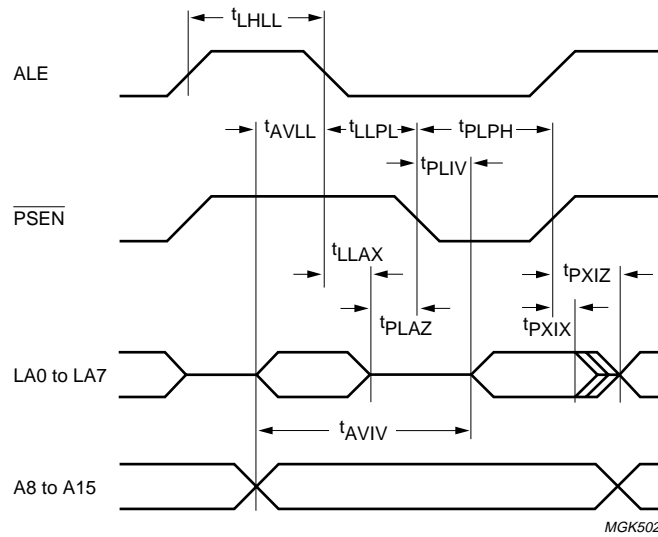 tLHLL
ALE
tAVLL tLLPL tPLPH
tPLIV
PSEN
tLLAX
tPXIZ
tPLAZ
tPXIX
LA0 to LA7
tAVIV
A8 to A15
MGK502